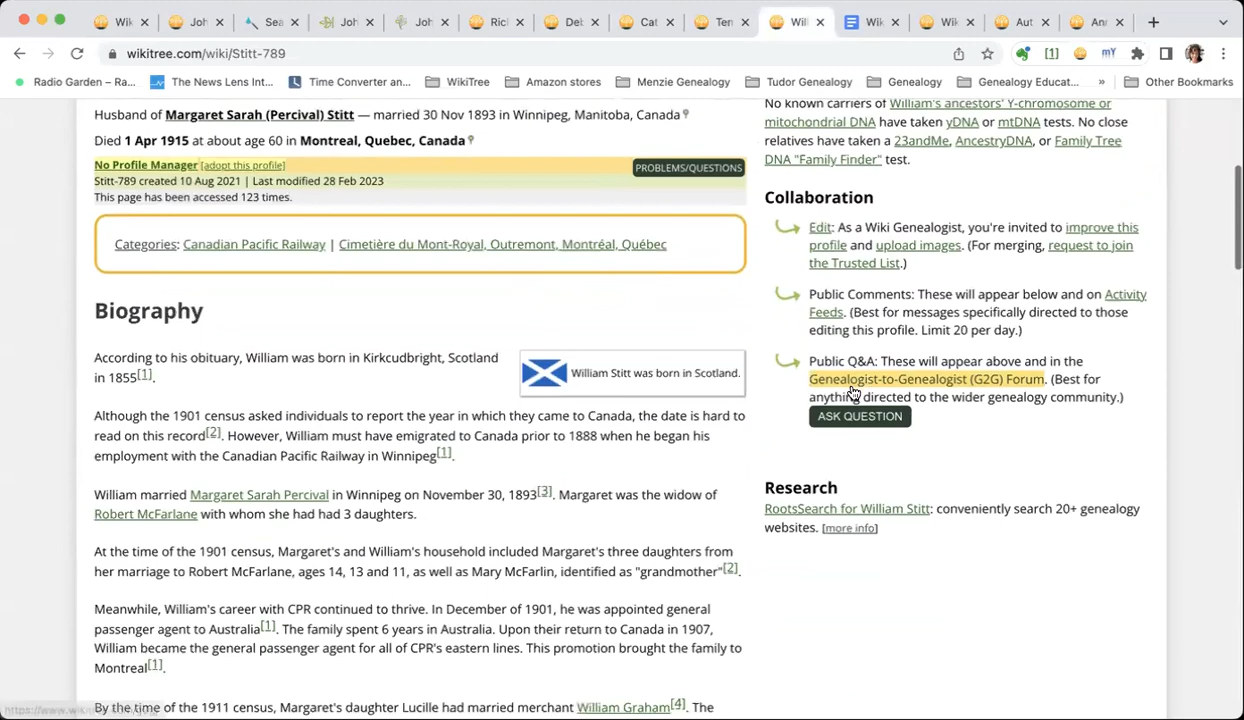 Wik
Joh
Sea
Joh
Joh
Ric
Deb
Cat
Ten
Will
Wik
Wik
Aut
Ann
wikitree.com/wiki/Stitt-789
[1]
mY
Radio Garden – Ra...
The News Lens Int...
Time Converter an...
WikiTree
Amazon stores
Menzie Genealogy
Tudor Genealogy
Genealogy
Genealogy Educat...
»
Other Bookmarks
Husband of Margaret Sarah (Percival) Stitt — married 30 Nov 1893 in Winnipeg, Manitoba, Canada
Died 1 Apr 1915 at about age 60 in Montreal, Quebec, Canada
No Profile Manager [adopt this profile]
PROBLEMS/QUESTIONS
Stitt-789 created 10 Aug 2021 | Last modified 28 Feb 2023
This page has been accessed 123 times.
Categories: Canadian Pacific Railway | Cimetière du Mont-Royal, Outremont, Montréal, Québec
Biography
According to his obituary, William was born in Kirkcudbright, Scotland
in 1855[1].
William Stitt was born in Scotland.
Although the 1901 census asked individuals to report the year in which they came to Canada, the date is hard to
read on this record[2]. However, William must have emigrated to Canada prior to 1888 when he began his
employment with the Canadian Pacific Railway in Winnipeg[1].
William married Margaret Sarah Percival in Winnipeg on November 30, 1893[3]. Margaret was the widow of
Robert McFarlane with whom she had had 3 daughters.
At the time of the 1901 census, Margaret's and William's household included Margaret's three daughters from
her marriage to Robert McFarlane, ages 14, 13 and 11, as well as Mary McFarlin, identified as "grandmother"[2].
Meanwhile, William's career with CPR continued to thrive. In December of 1901, he was appointed general
passenger agent to Australia[1]. The family spent 6 years in Australia. Upon their return to Canada in 1907,
William became the general passenger agent for all of CPR's eastern lines. This promotion brought the family to
Montreal[1].
By the time of the 1911 census, Margaret's daughter Lucille had married merchant William Graham[4]. The
No known carriers of William's ancestors' Y-chromosome or
mitochondrial DNA have taken yDNA or mtDNA tests. No close
relatives have taken 23andMe, AncestryDNA, or Family Tree
DNA "Family Finder" test.
Collaboration
Edit: As a Wiki Genealogist, you're invited to improve this
profile and upload images. (For merging, request to join
the Trusted List.)
Public Comments: These will appear below and on Activity
Feeds. (Best for messages specifically directed to those
editing this profile. Limit 20 per day.)
Public Q&A: These will appear above and in the
Genealogist-to-Genealogist (G2G) Forum. (Best for
anything directed to the wider genealogy community.)
ASK QUESTION
Research
RootsSearch for William Stitt: conveniently search 20+ genealogy
websites. [more info]